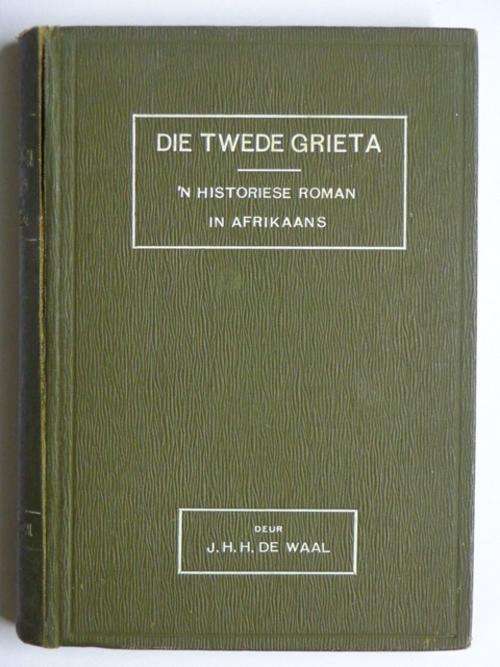 DIE TWEDE GRIETA
'N HISTORIESE ROMAN
IN AFRIKAANS
DEUR
J. H. H. DE WAAL